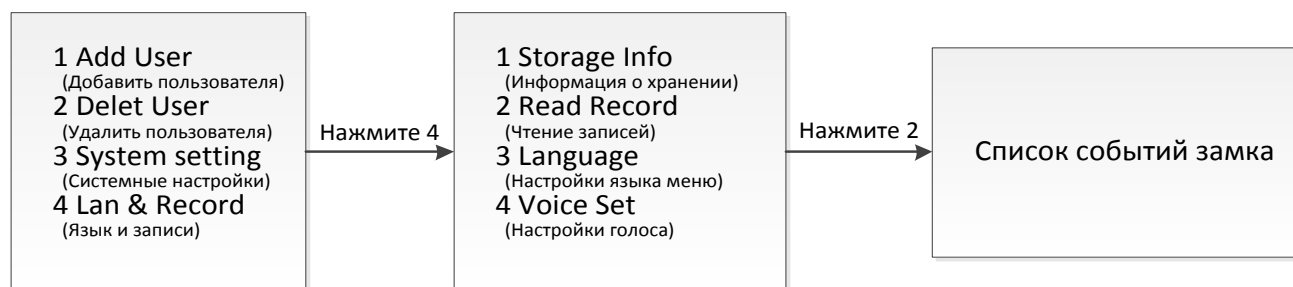 1 Add User
(Добавить пользователя)
2 Delet User
(Удалить пользователя)
3 System setting
(Системные настройки)
4 Lan & Record
(Язык и записи)
Нажмите 4
1 Storage Info
(Информация о хранении)
2 Read Record
(Чтение записей)
3 Language
(Настройки языка меню)
4 Voice Set
(Настройки голоса)
Нажмите 2
Список событий замка